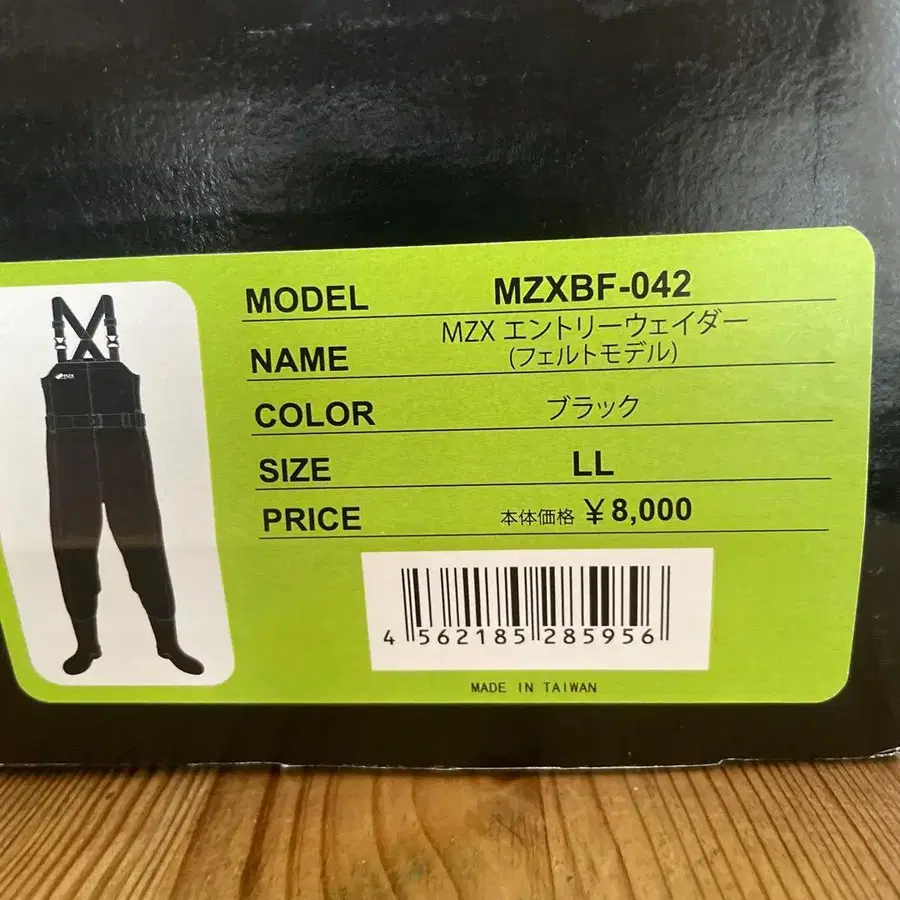 MODEL MZXBF-042
NAME MZX エントリーウェイダー
(フェルトモデル)
COLOR ブラック
SIZE LL
PRICE 本体価格 ¥8,000
4 562185 285956
MADE IN TAIWAN
MZX